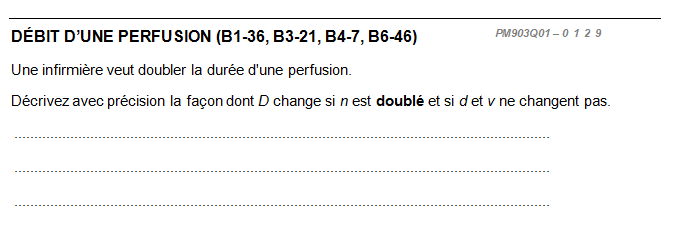 DÉBIT D'UNE PERFUSION (B1-36, B3-21, B4-7, B6-46) PM903Q01 – 0 1 2 9
Une infirmière veut doubler la durée d'une perfusion.
Décrivez avec précision la façon dont D change si n est doublé et si d et v ne changent pas.